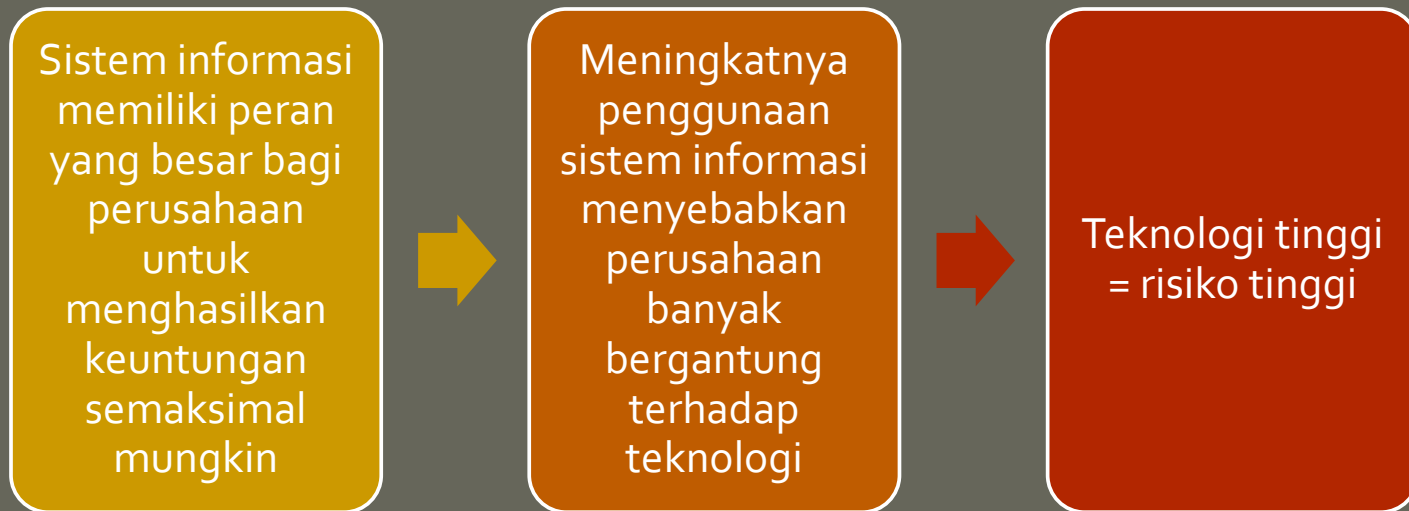 Sistem informasi
memiliki peran
yang besar bagi
perusahaan
untuk
menghasilkan
keuntungan
semaksimal
mungkin
Meningkatnya
penggunaan
sistem informasi
menyebabkan
perusahaan
banyak
bergantung
terhadap
teknologi
Teknologi tinggi
= risiko tinggi